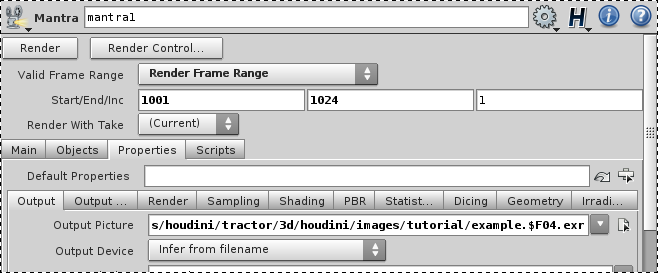 Mantra mantra1
Render Render Control...
Valid Frame Range Render Frame Range
Start/End/Inc 1001 1024 1
Render With Take (Current)
Main Objects Properties Scripts
Default Properties
Output Output ... Render Sampling Shading PBR Statist... Dicing Geometry Irradi...
Output Picture s/houdini/tractor/3d/houdini/images/tutorial/example.$F04.exr
Output Device Infer from filename